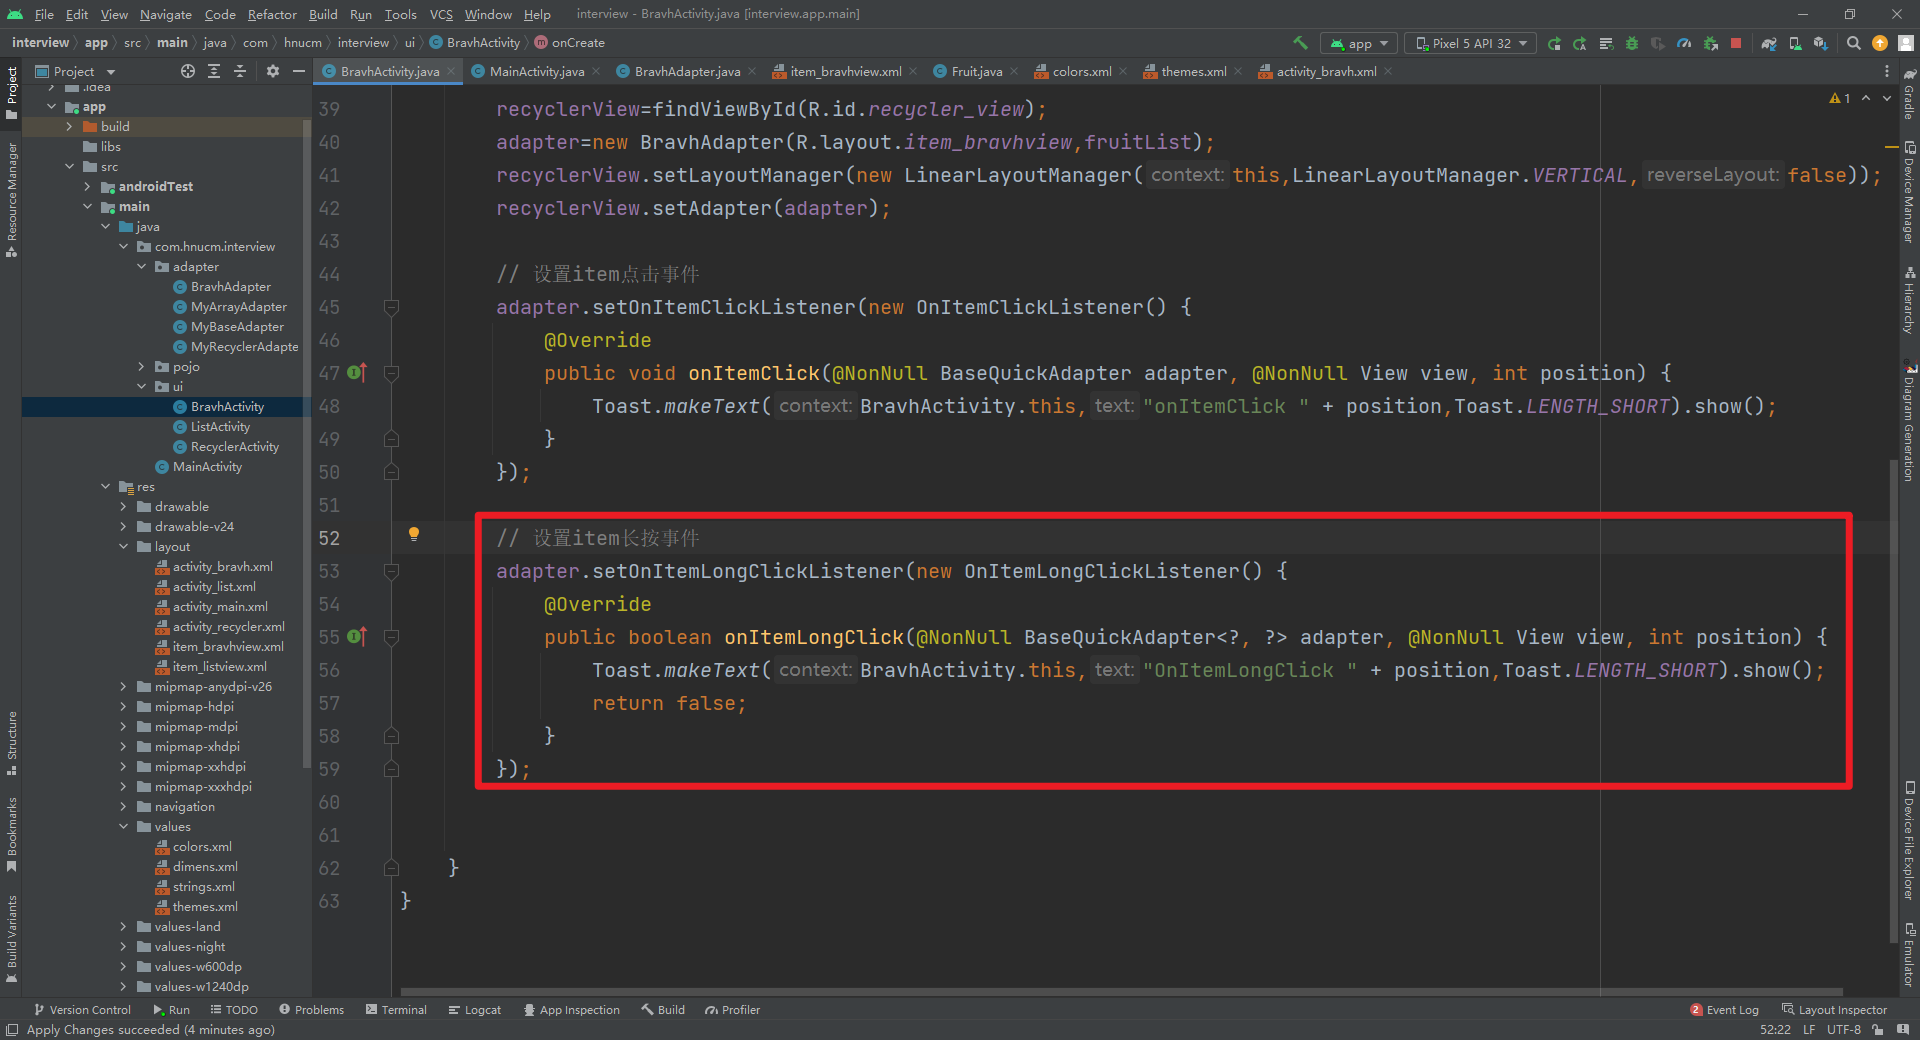 File Edit View Navigate Code Refactor Build Run Tools VCS Window Help interview - BravhActivity.java [interview.app.main]
interview app src main java com hnucm interview ui BravhActivity onCreate app Pixel 5 API 32
Project BravhActivity.java MainActivity.java BravhAdapter.java item_bravhview.xml Fruit.java colors.xml themes.xml activity_bravh.xml
Project
Resource Manager
Structure
Bookmarks
Build Variants
.idea
app
build
libs
src
androidTest
main
java
com.hnucm.interview
adapter
BravhAdapter
MyArrayAdapter
MyBaseAdapter
MyRecyclerAdapte
pojo
ui
BravhActivity
ListActivity
RecyclerActivity
MainActivity
res
drawable
drawable-v24
layout
activity_bravh.xml
activity_list.xml
activity_main.xml
activity_recycler.xml
item_bravhview.xml
item_listview.xml
mipmap-anydpi-v26
mipmap-hdpi
mipmap-mdpi
mipmap-xhdpi
mipmap-xxhdpi
mipmap-xxxhdpi
navigation
values
colors.xml
dimens.xml
strings.xml
themes.xml
values-land
values-night
values-w600dp
values-w1240dp
1
39 recyclerView=findViewById(R.id.recycler_view);
40 adapter=new BravhAdapter(R.layout.item_bravhview,fruitList);
41 recyclerView.setLayoutManager(new LinearLayoutManager( context: this,LinearLayoutManager.VERTICAL, reverseLayout: false));
42 recyclerView.setAdapter(adapter);
43
44 // 设置item点击事件
45 adapter.setOnItemClickListener(new OnItemClickListener() {
46 @Override
47 public void onItemClick(@NonNull BaseQuickAdapter adapter, @NonNull View view, int position) {
48 Toast.makeText( context: BravhActivity.this, text: "onItemClick " + position,Toast.LENGTH_SHORT).show();
49 }
50 });
51
52 // 设置item长按事件
53 adapter.setOnItemLongClickListener(new OnItemLongClickListener() {
54 @Override
55 public boolean onItemLongClick(@NonNull BaseQuickAdapter<?, ?> adapter, @NonNull View view, int position) {
56 Toast.makeText( context: BravhActivity.this, text: "OnItemLongClick " + position,Toast.LENGTH_SHORT).show();
57 return false;
58 }
59 });
60
61
62 }
63 }
Gradle
Device Manager
Hierarchy
Diagram Generation
Device File Explorer
Emulator
Version Control Run TODO Problems Terminal Logcat App Inspection Build Profiler 2 Event Log Layout Inspector
Apply Changes succeeded (4 minutes ago) 52:22 LF UTF-8